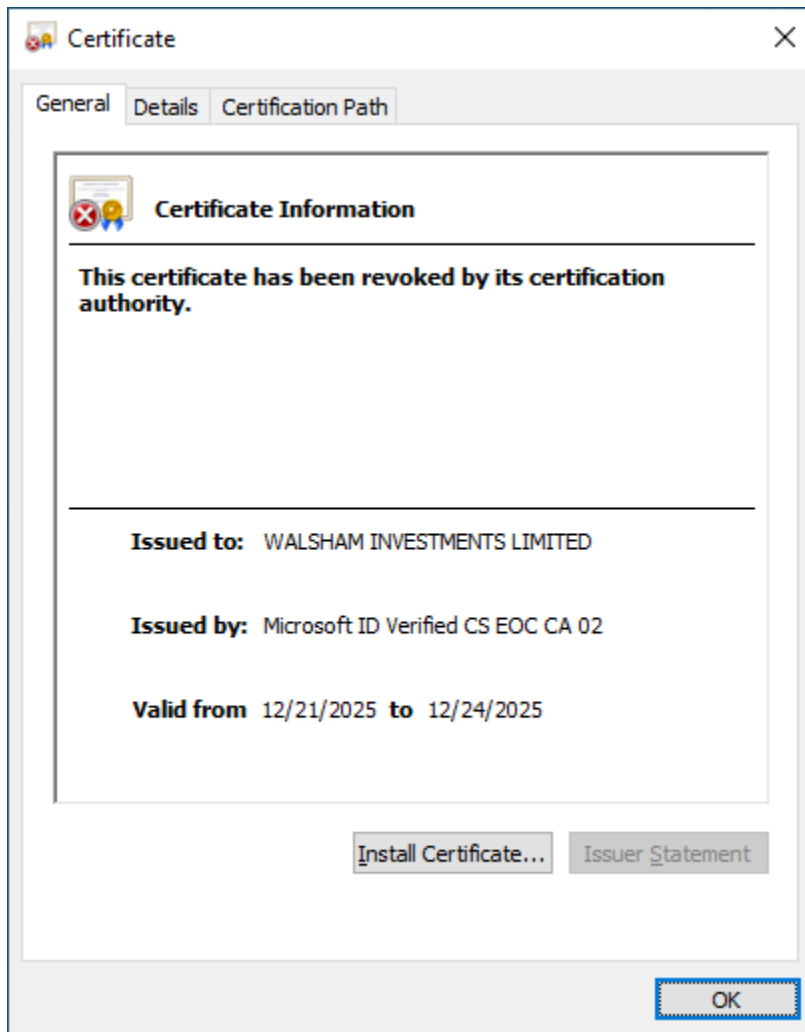 Certificate
General Details Certification Path
Certificate Information
This certificate has been revoked by its certification
authority.
Issued to: WALSHAM INVESTMENTS LIMITED
Issued by: Microsoft ID Verified CS EOC CA 02
Valid from 12/21/2025 to 12/24/2025
Install Certificate... Issuer Statement
OK